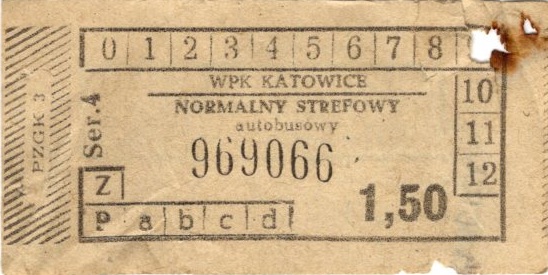 0 1 2 3 4 5 6 7 8
WPK KATOWICE
NORMALNY STREFOWY
autobusowy
969066
1,50
10
11
12
Ser. A
Z
P a b c d
PZGK 3